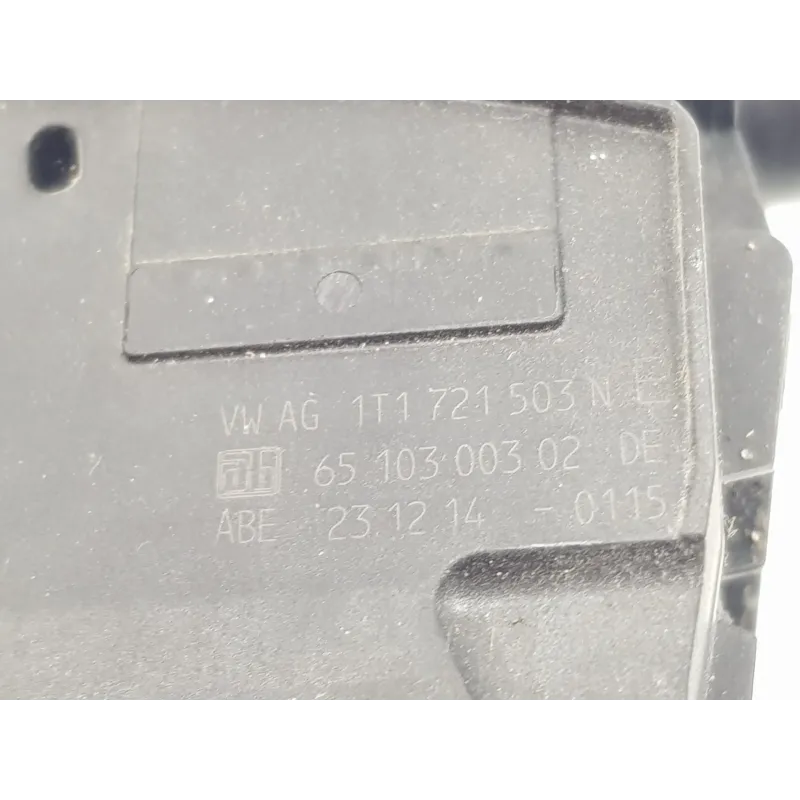 VW AG 1T1 721 503 N
65 103 003 02 DE
ABE 23 12 14 - 0115